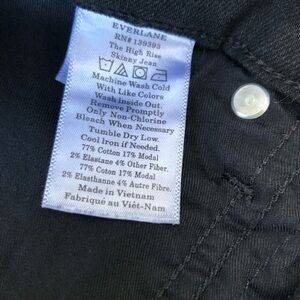 EVERLANE
RN# 139393
The High Rise
Skinny Jean
Machine Wash Cold
With Like Colors
Wash inside Out.
Remove Promptly
Only Non-Chlorine
Bleach When Necessary
Tumble Dry Low.
Cool Iron if Needed.
77% Cotton 17% Modal
2% Elastane 4% Other Fiber.
77% Coton 17% Modal
2% Elasthanne 4% Autre Fibre.
Made in Vietnam
Fabriqué au Viêt-Nam